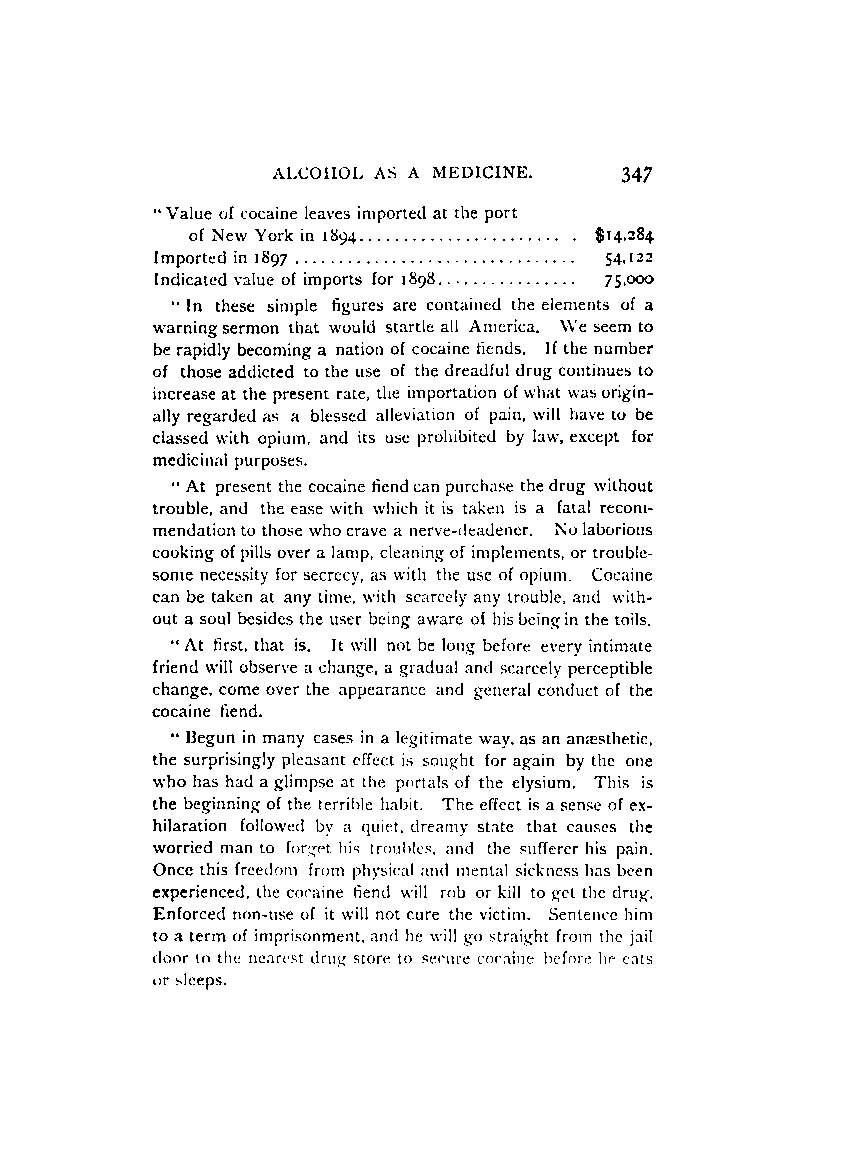 ALCOHOL AS A MEDICINE. 347
“Value of cocaine leaves imported at the port
of New York in 1894........................ . $14,284
Imported in 1897 ................................ 54,122
Indicated value of imports for 1898................ 75,000
“In these simple figures are contained the elements of a
warning sermon that would startle all America. We seem to
be rapidly becoming a nation of cocaine fiends. If the number
of those addicted to the use of the dreadful drug continues to
increase at the present rate, the importation of what was origin-
ally regarded as a blessed alleviation of pain, will have to be
classed with opium, and its use prohibited by law, except for
medicinal purposes.
“At present the cocaine fiend can purchase the drug without
trouble, and the ease with which it is taken is a fatal recom-
mendation to those who crave a nerve-deadener. No laborious
cooking of pills over a lamp, cleaning of implements, or trouble-
some necessity for secrecy, as with the use of opium. Cocaine
can be taken at any time, with scarcely any trouble, and with-
out a soul besides the user being aware of his being in the toils.
“At first, that is. It will not be long before every intimate
friend will observe a change, a gradual and scarcely perceptible
change, come over the appearance and general conduct of the
cocaine fiend.
“Begun in many cases in a legitimate way, as an anæsthetic,
the surprisingly pleasant effect is sought for again by the one
who has had a glimpse at the portals of the elysium. This is
the beginning of the terrible habit. The effect is a sense of ex-
hilaration followed by a quiet, dreamy state that causes the
worried man to forget his troubles, and the sufferer his pain.
Once this freedom from physical and mental sickness has been
experienced, the cocaine fiend will rob or kill to get the drug.
Enforced non-use of it will not cure the victim. Sentence him
to a term of imprisonment, and he will go straight from the jail
door to the nearest drug store to secure cocaine before he eats
or sleeps.